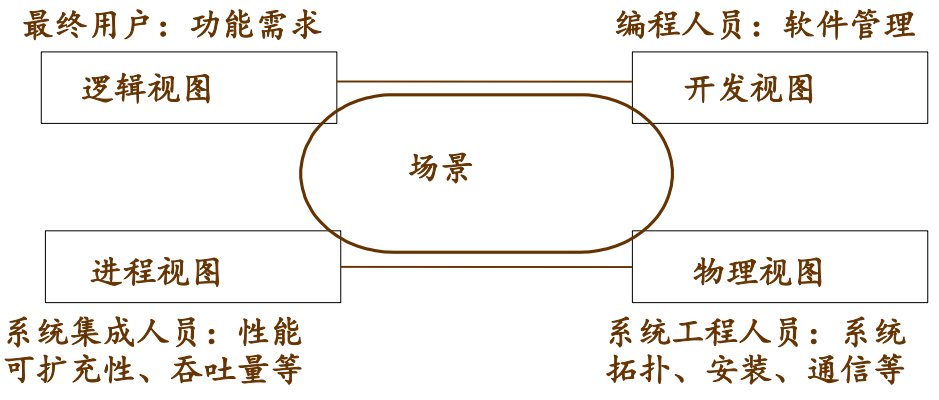 最终用户：功能需求
编程人员：软件管理
逻辑视图
开发视图
场景
进程视图
物理视图
系统集成人员：性能
可扩充性、吞吐量等
系统工程人员：系统
拓扑、安装、通信等